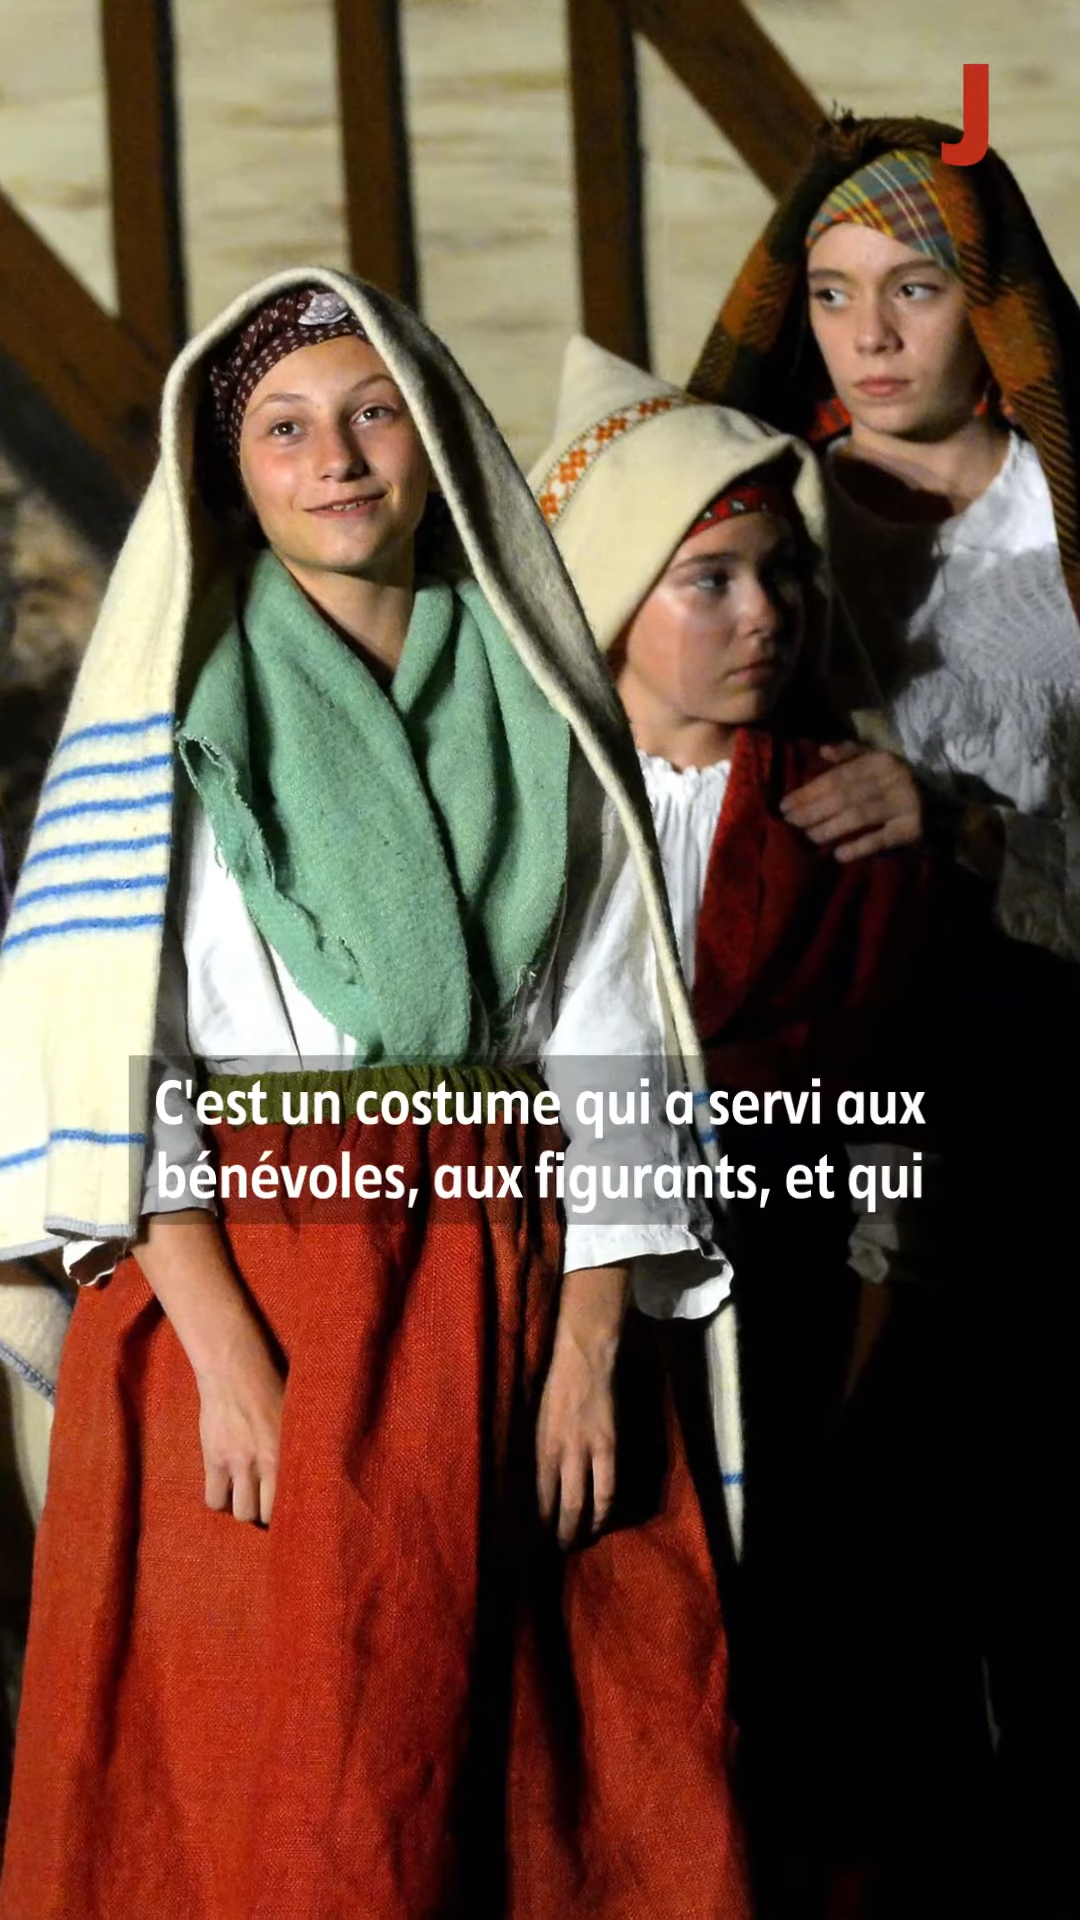 J
C'est un costume qui a servi aux
bénévoles, aux figurants, et qui